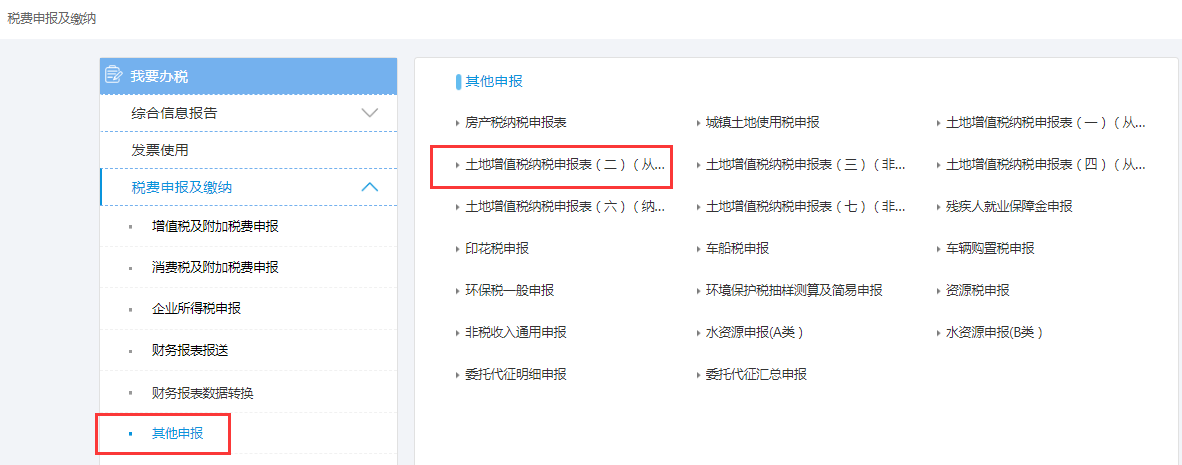 税费申报及缴纳
我要办税
综合信息报告
发票使用
税费申报及缴纳
增值税及附加税费申报
消费税及附加税费申报
企业所得税申报
财务报表报送
财务报表数据转换
其他申报
其他申报
房产税纳税申报表
城镇土地使用税申报
土地增值税纳税申报表（一）（从...
土地增值税纳税申报表（二）（从...
土地增值税纳税申报表（三）（非...
土地增值税纳税申报表（四）（从...
土地增值税纳税申报表（六）（纳...
土地增值税纳税申报表（七）（非...
残疾人就业保障金申报
印花税申报
车船税申报
车辆购置税申报
环保税一般申报
环境保护税抽样测算及简易申报
资源税申报
非税收入通用申报
水资源申报(A类）
水资源申报(B类）
委托代征明细申报
委托代征汇总申报